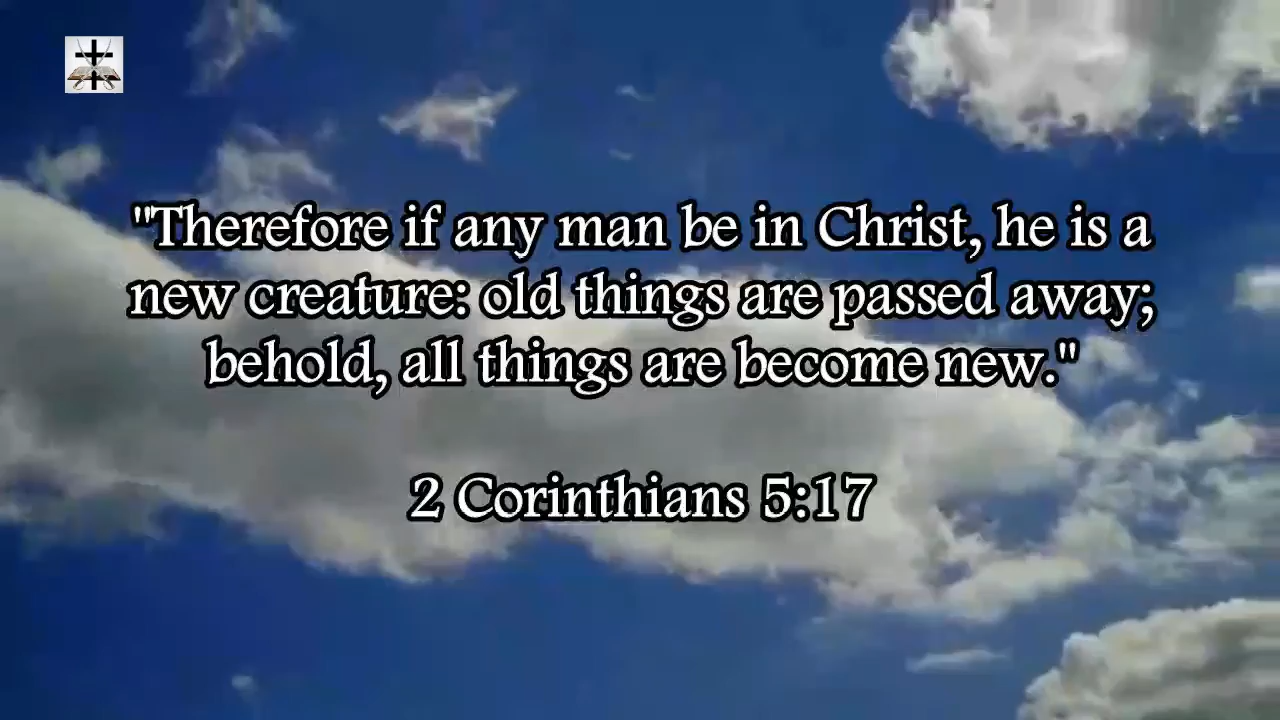 "Therefore if any man be in Christ, he is a
new creature: old things are passed away;
behold, all things are become new."
2 Corinthians 5:17